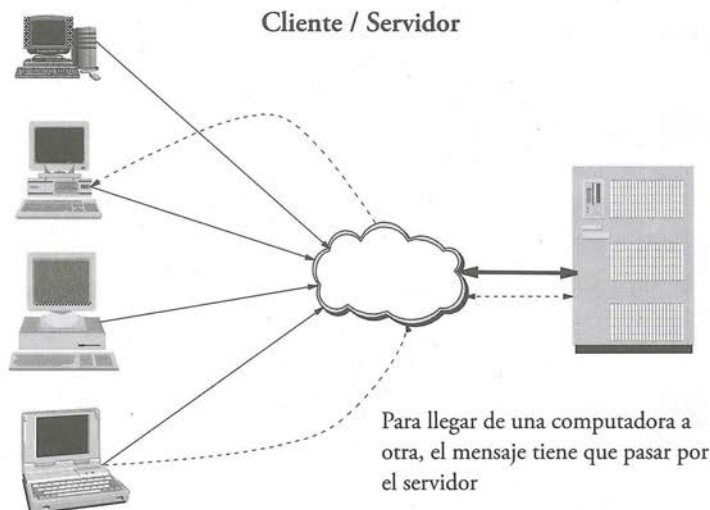 Cliente / Servidor
Para llegar de una computadora a
otra, el mensaje tiene que pasar por
el servidor